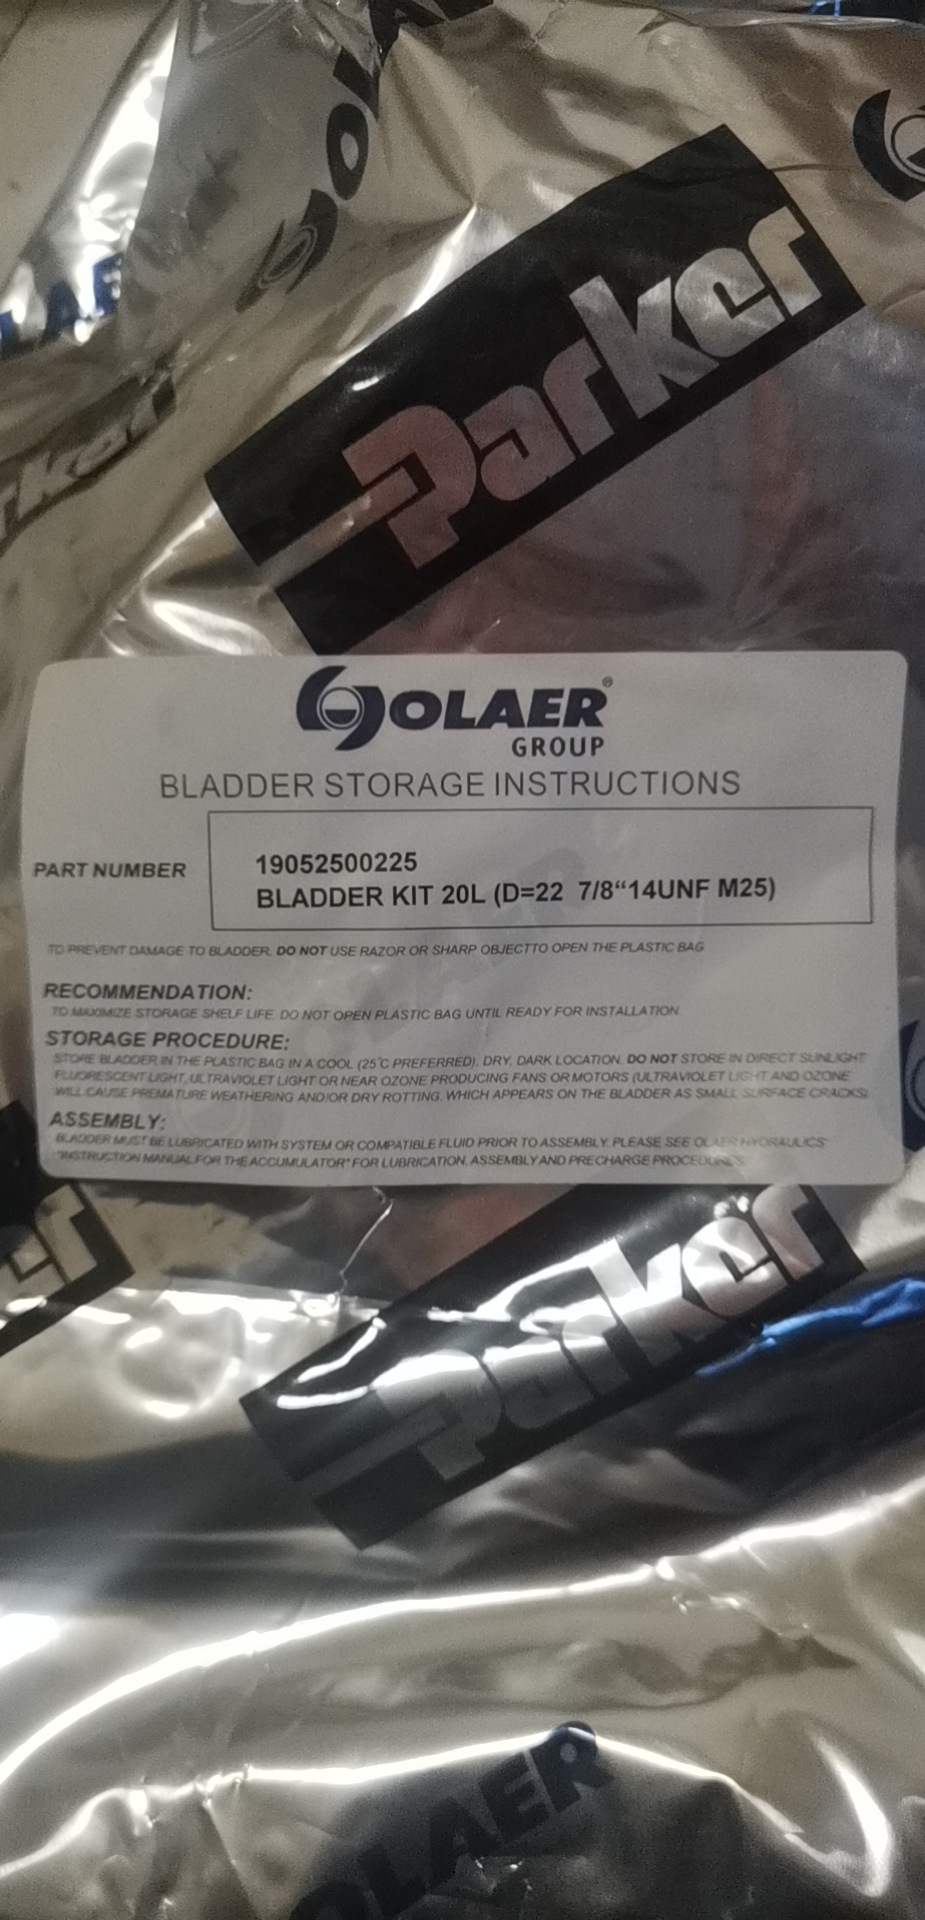 OLAER
Parker
rker
LAE
OLAER®
GROUP
BLADDER STORAGE INSTRUCTIONS
PART NUMBER
19052500225
BLADDER KIT 20L (D=22 7/8“14UNF M25)
TO PREVENT DAMAGE TO BLADDER, DO NOT USE RAZOR OR SHARP OBJECTTO OPEN THE PLASTIC BAG
RECOMMENDATION:
TO MAXIMIZE STORAGE SHELF LIFE. DO NOT OPEN PLASTIC BAG UNTIL READY FOR INSTALLATION.
STORAGE PROCEDURE:
STORE BLADDER IN THE PLASTIC BAG IN A COOL (25℃ PREFERRED), DRY, DARK LOCATION. DO NOT STORE IN DIRECT SUNLIGHT
FLUORESCENT LIGHT, ULTRAVIOLET LIGHT OR NEAR OZONE PRODUCING FANS OR MOTORS (ULTRAVIOLET LIGHT AND OZONE
WILL CAUSE PREMATURE WEATHERING AND/OR DRY ROTTING. WHICH APPEARS ON THE BLADDER AS SMALL SURFACE CRACKS)
ASSEMBLY:
BLADDER MUST BE LUBRICATED WITH SYSTEM OR COMPATIBLE FLUID PRIOR TO ASSEMBLY. PLEASE SEE OLAER HYDRAULICS'
"INSTRUCTION MANUAL FOR THE ACCUMULATOR" FOR LUBRICATION, ASSEMBLY AND PRECHARGE PROCEDURES.
er
Parker
OLAER